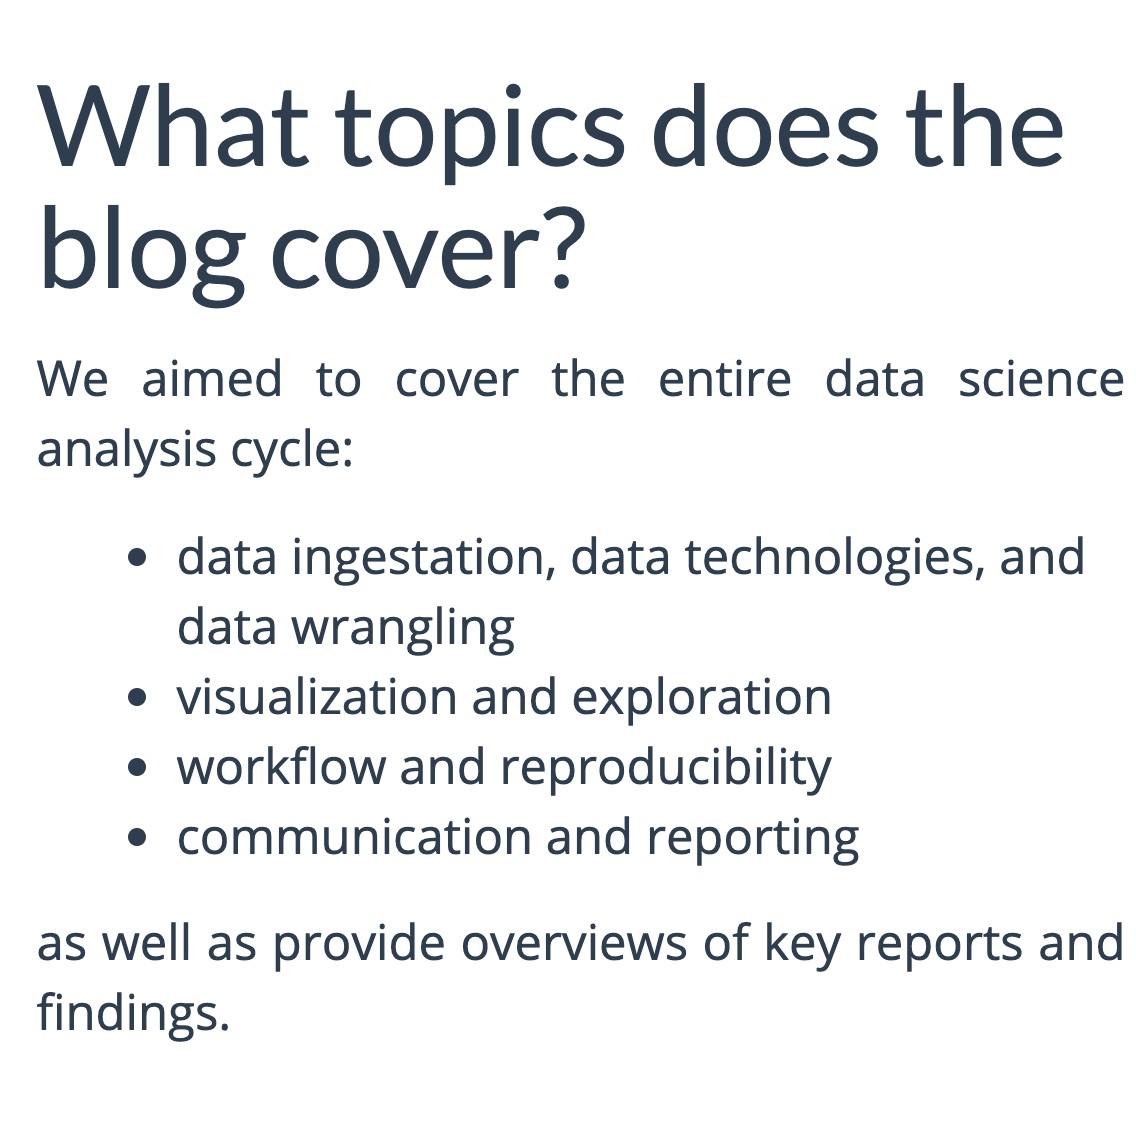 What topics does the
blog cover?
We aimed to cover the entire data science
analysis cycle:
• data ingestation, data technologies, and
data wrangling
• visualization and exploration
• workflow and reproducibility
• communication and reporting
as well as provide overviews of key reports and
findings.